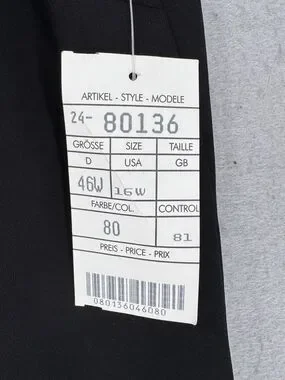 ARTIKEL - STYLE - MODELE
24- 80136
GRÖSSE SIZE TAILLE
D USA GB
46W 16W
FARBE/COL. CONTROL
80 81
PREIS - PRICE - PRIX
080136046080